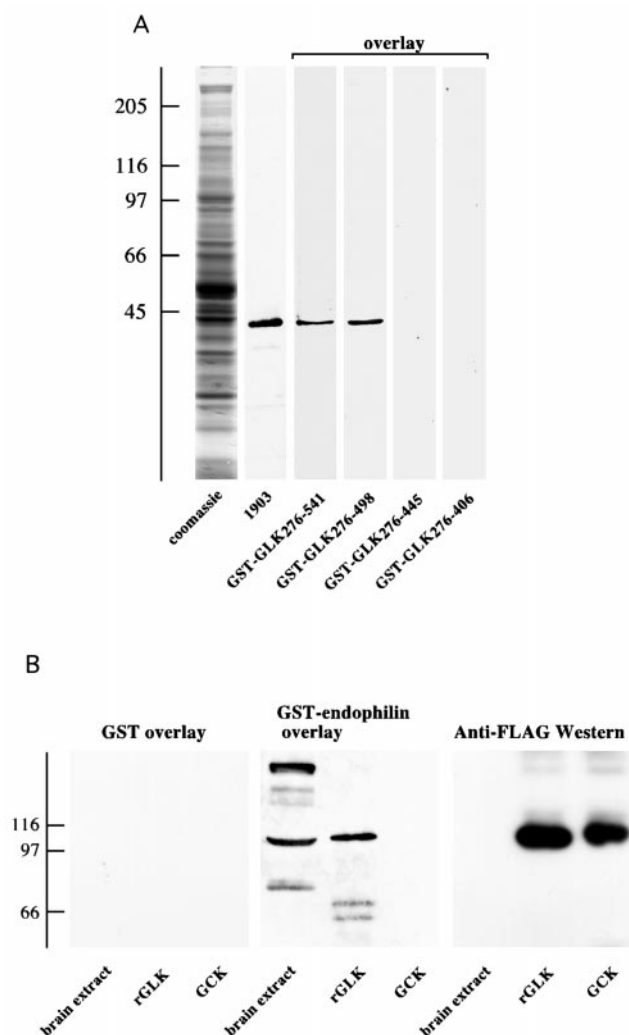 A
overlay
205
116
97
66
45
coomassie
1903
GST-GLK276-541
GST-GLK276-498
GST-GLK276-445
GST-GLK276-406
B
GST overlay
GST-endophilin
overlay
Anti-FLAG Western
116
97
66
brain extract
rGLK
GCK
brain extract
rGLK
GCK
brain extract
rGLK
GCK